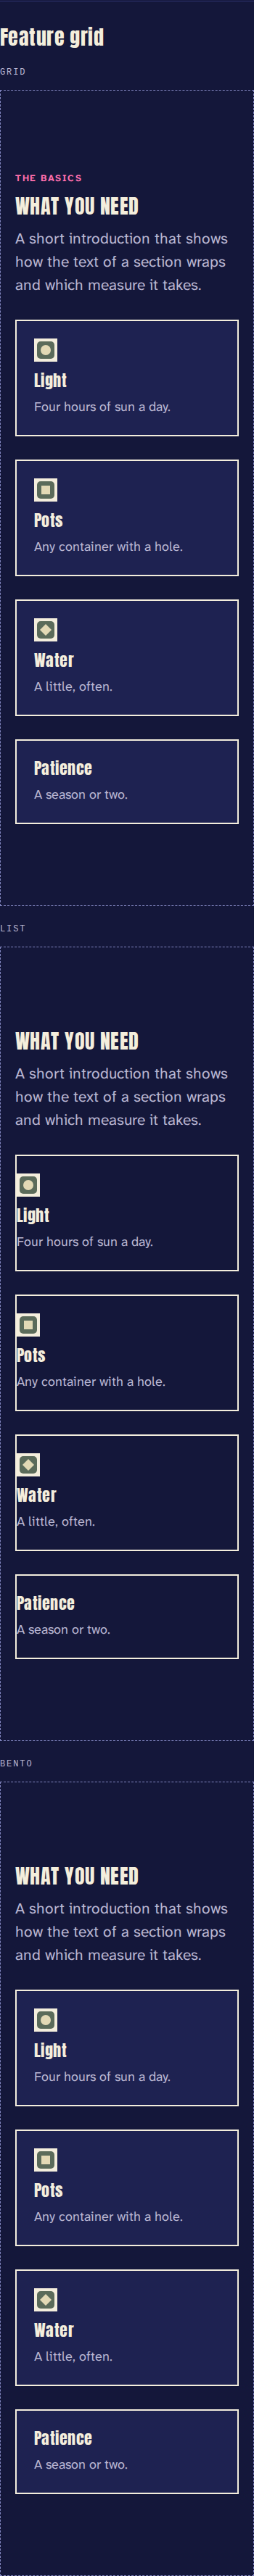 Feature grid
GRID
THE BASICS
WHAT YOU NEED
A short introduction that shows
how the text of a section wraps
and which measure it takes.
Light
Four hours of sun a day.
Pots
Any container with a hole.
Water
A little, often.
Patience
A season or two.
LIST
WHAT YOU NEED
A short introduction that shows
how the text of a section wraps
and which measure it takes.
Light
Four hours of sun a day.
Pots
Any container with a hole.
Water
A little, often.
Patience
A season or two.
BENTO
WHAT YOU NEED
A short introduction that shows
how the text of a section wraps
and which measure it takes.
Light
Four hours of sun a day.
Pots
Any container with a hole.
Water
A little, often.
Patience
A season or two.